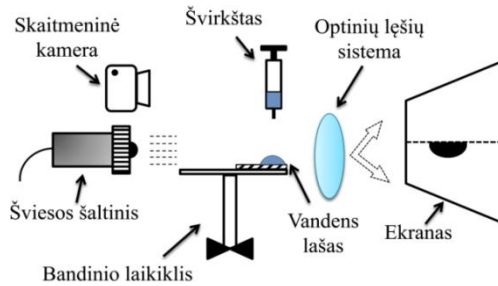 Skaitmeninė
kamera
Švirkštas
Optinių lęšių
sistema
Šviesos šaltinis
Bandinio laikiklis
Vandens
lašas
Ekranas